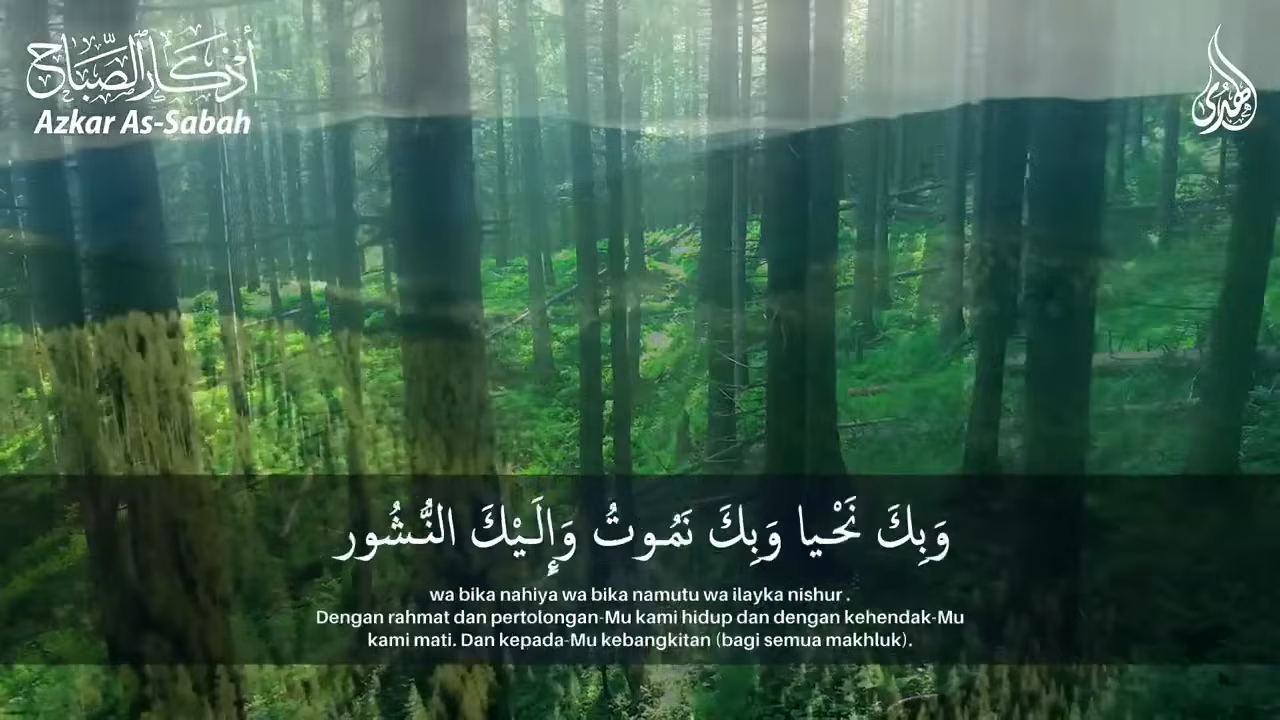 أذكار الصباح
Azkar As-Sabah
الهدى
وَبِكَ نَحْيا وَبِكَ نَمُوتُ وَإِلَيْكَ النُّشُور
wa bika nahiya wa bika namutu wa ilayka nishur .
Dengan rahmat dan pertolongan-Mu kami hidup dan dengan kehendak-Mu
kami mati. Dan kepada-Mu kebangkitan (bagi semua makhluk).